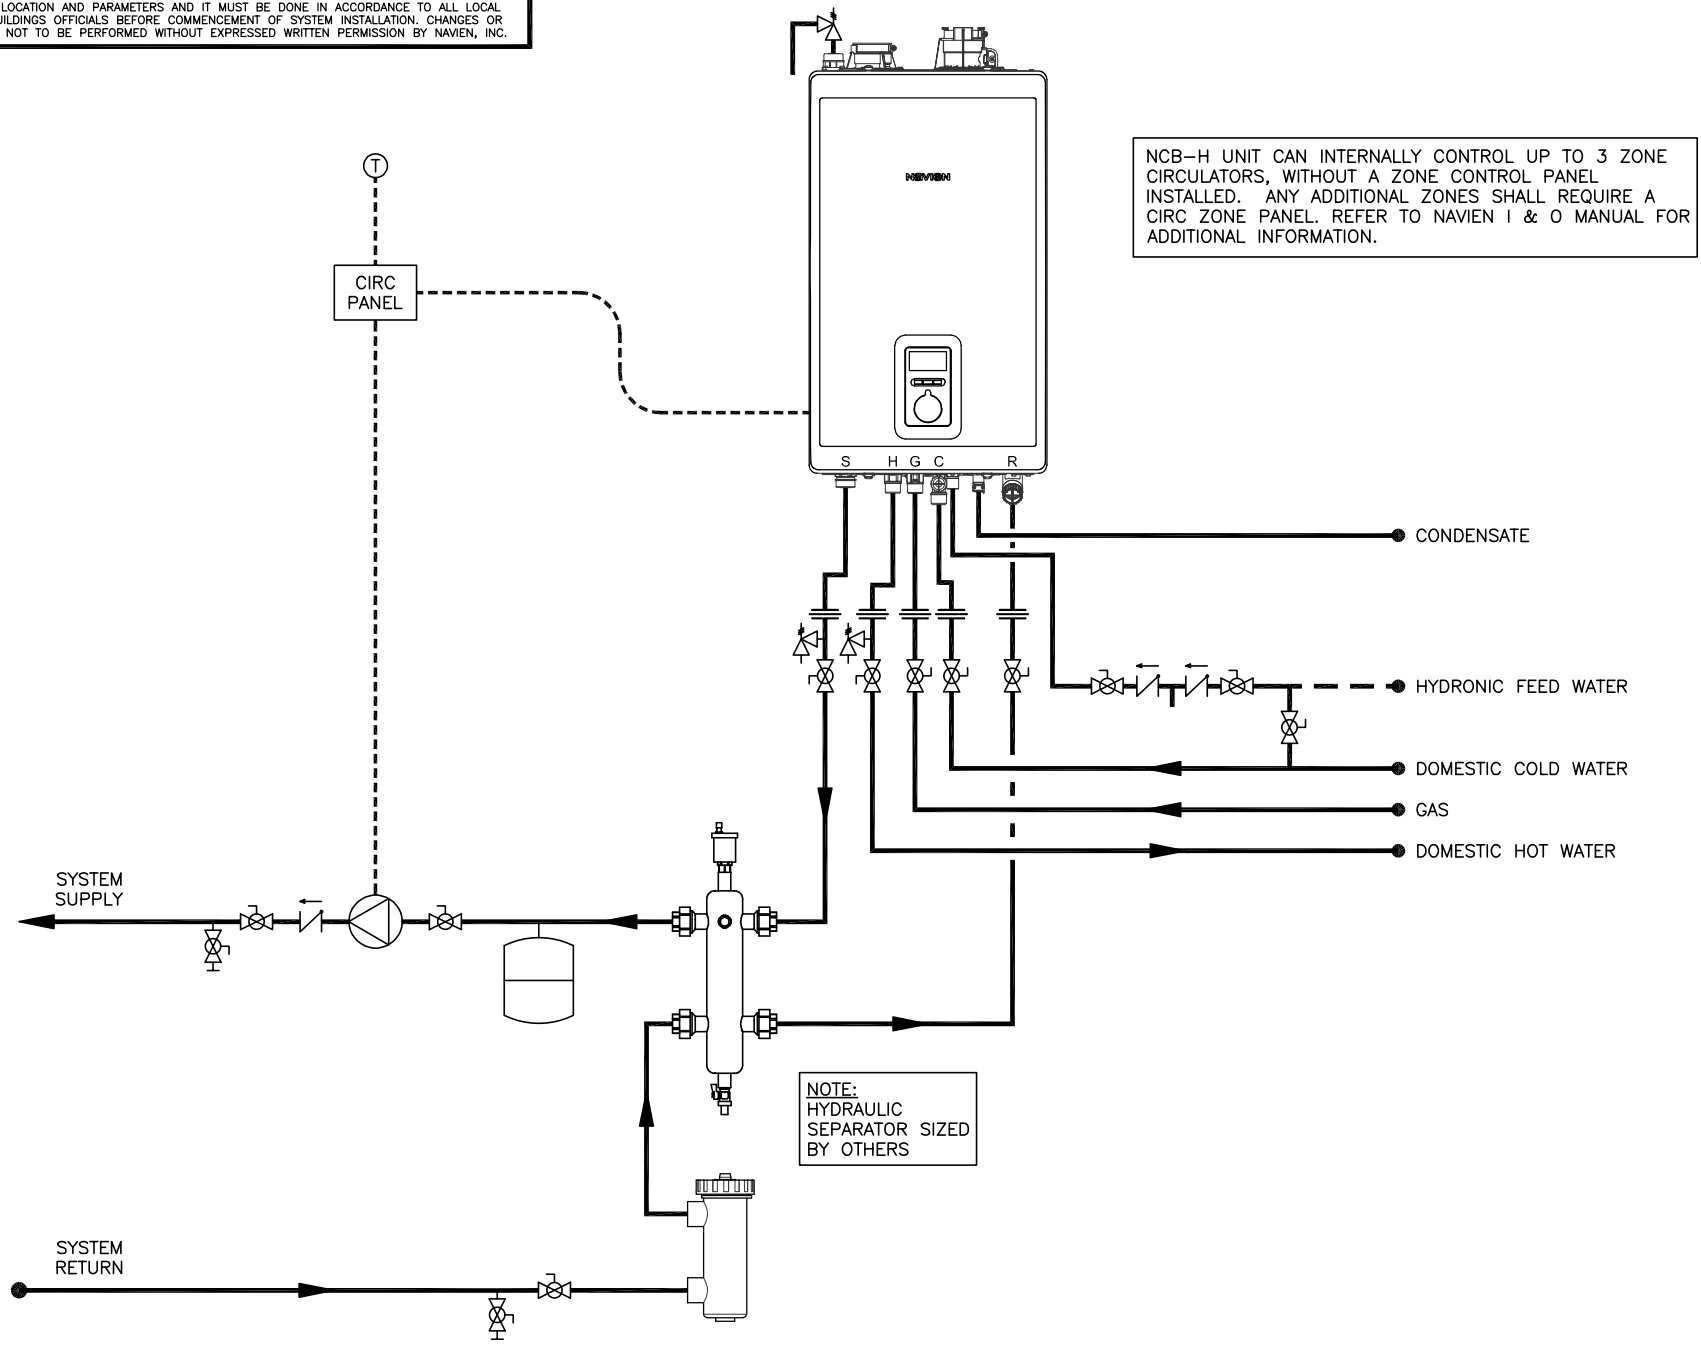 LOCATION AND PARAMETERS AND IT MUST BE DONE IN ACCORDANCE TO ALL LOCAL
UILDINGS OFFICIALS BEFORE COMMENCEMENT OF SYSTEM INSTALLATION. CHANGES OR
NOT TO BE PERFORMED WITHOUT EXPRESSED WRITTEN PERMISSION BY NAVIEN, INC.
NAVIEN
NCB-H UNIT CAN INTERNALLY CONTROL UP TO 3 ZONE
CIRCULATORS, WITHOUT A ZONE CONTROL PANEL
INSTALLED. ANY ADDITIONAL ZONES SHALL REQUIRE A
CIRC ZONE PANEL. REFER TO NAVIEN I & O MANUAL FOR
ADDITIONAL INFORMATION.
T
CIRC
PANEL
S H G C R
CONDENSATE
HYDRONIC FEED WATER
DOMESTIC COLD WATER
GAS
DOMESTIC HOT WATER
SYSTEM
SUPPLY
NOTE:
HYDRAULIC
SEPARATOR SIZED
BY OTHERS
SYSTEM
RETURN